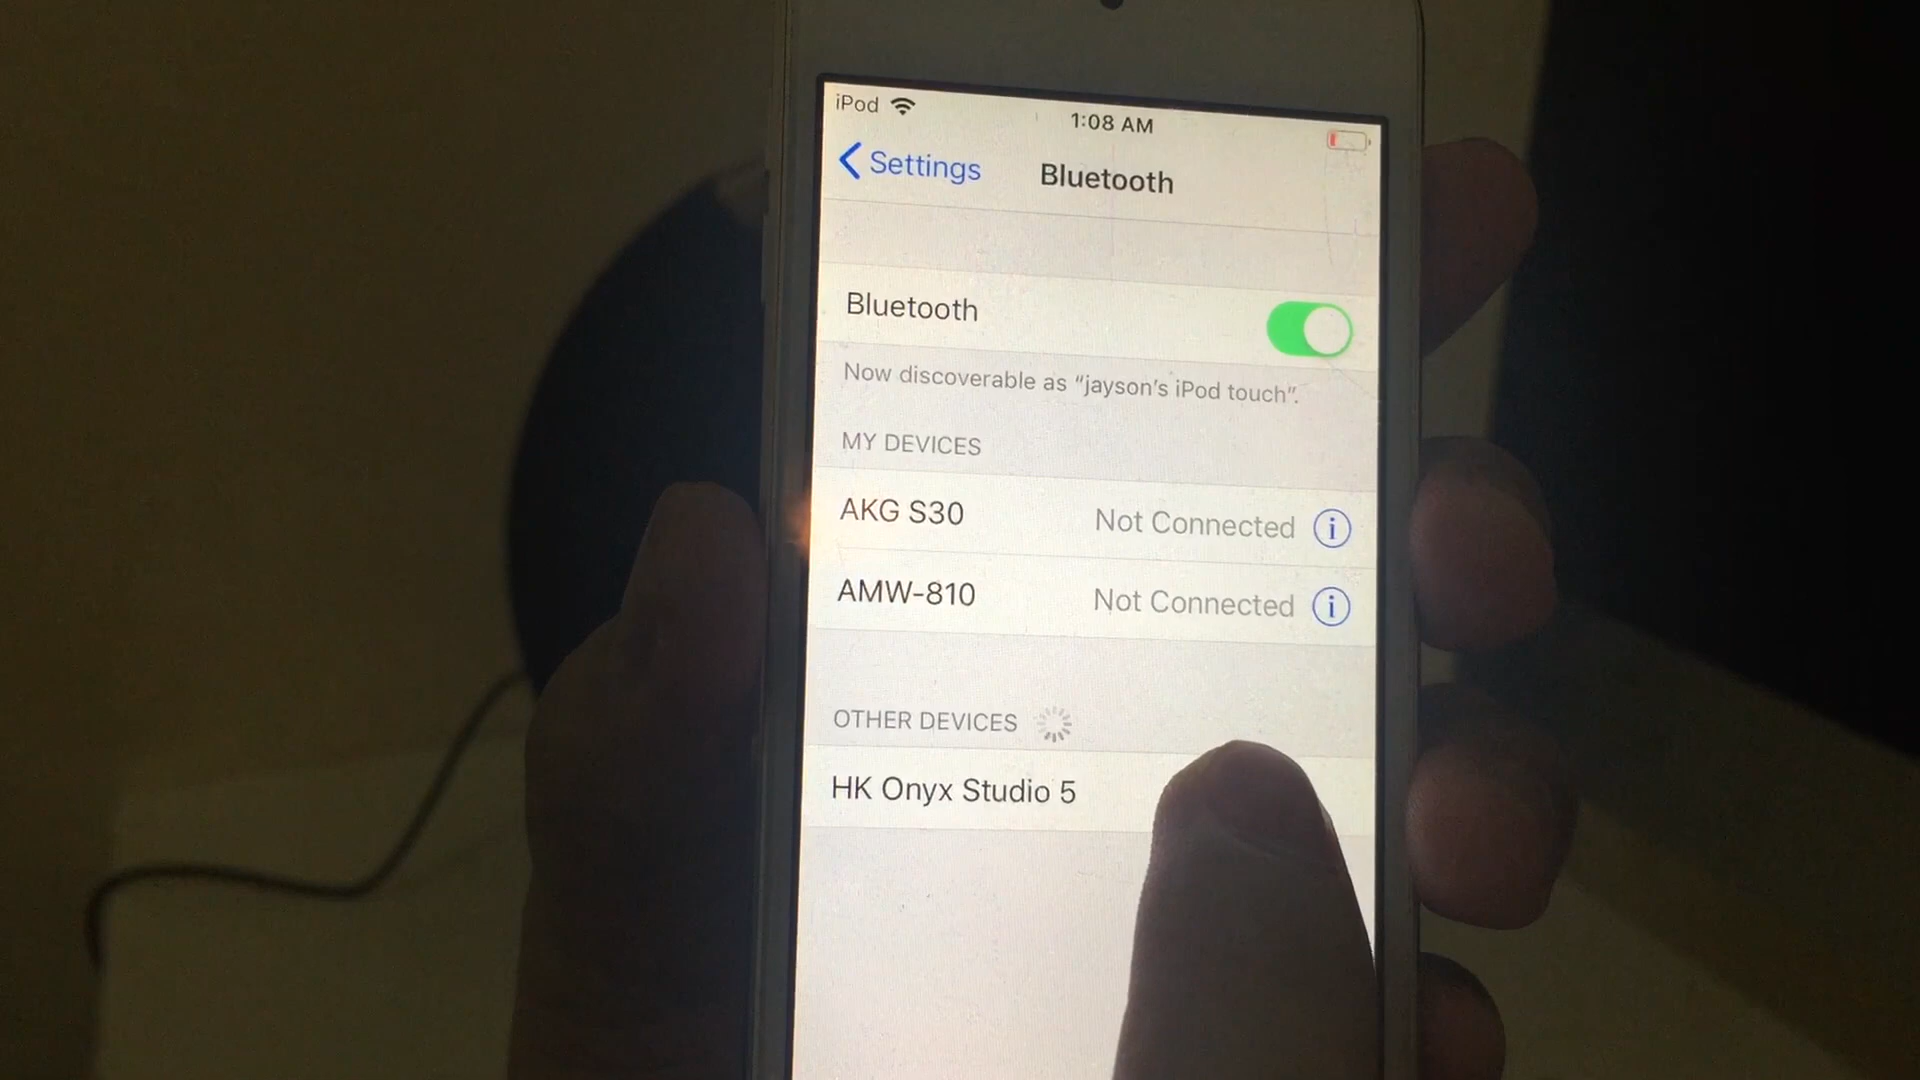 iPod
1:08 AM
Settings
Bluetooth
Bluetooth
Now discoverable as “jayson’s iPod touch”.
MY DEVICES
AKG S30 Not Connected i
AMW-810 Not Connected i
OTHER DEVICES
HK Onyx Studio 5